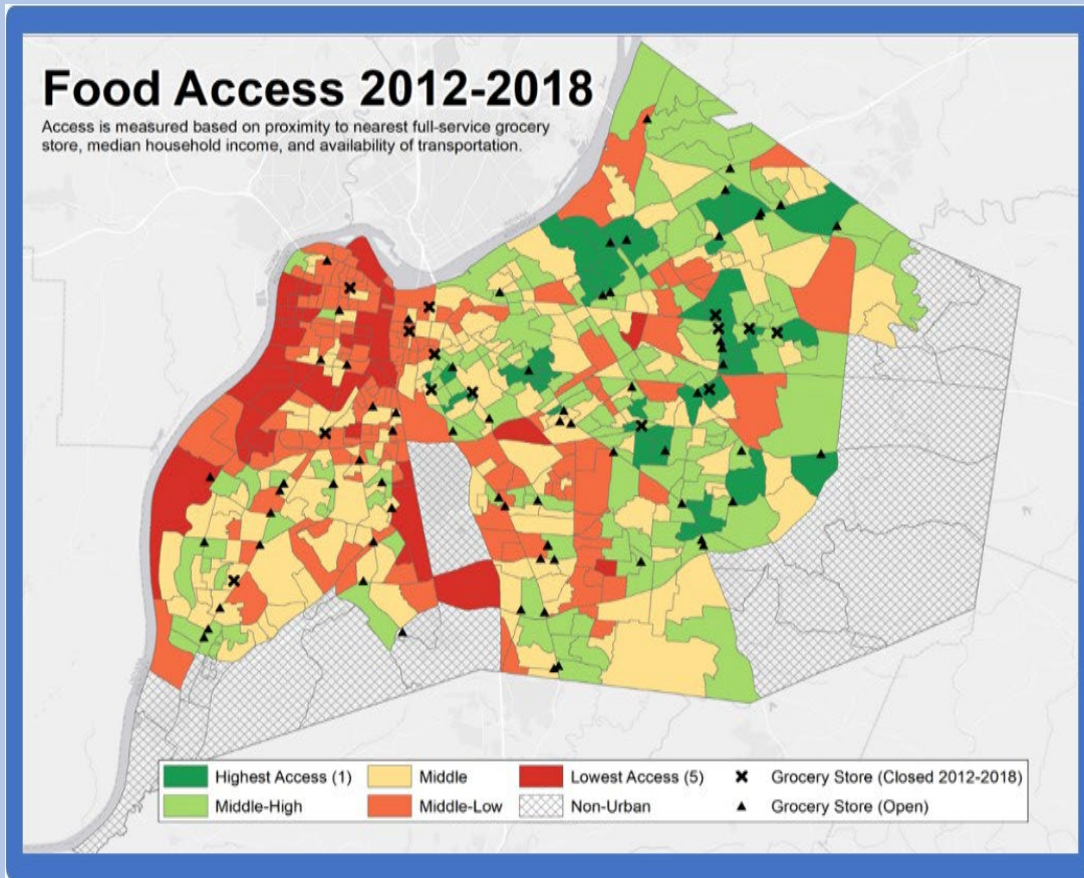 Food Access 2012-2018
Access is measured based on proximity to nearest full-service grocery
store, median household income, and availability of transportation.
Highest Access (1)
Middle
Lowest Access (5)
Grocery Store (Closed 2012-2018)
Middle-High
Middle-Low
Non-Urban
Grocery Store (Open)